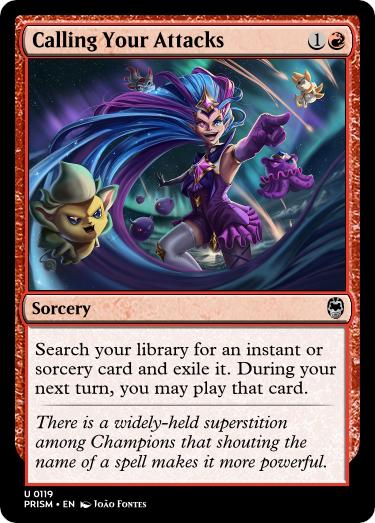 Calling Your Attacks 1
Sorcery
Search your library for an instant or
sorcery card and exile it. During your
next turn, you may play that card.
There is a widely-held superstition
among Champions that shouting the
name of a spell makes it more powerful.
U 0119
PRISM • EN João Fontes